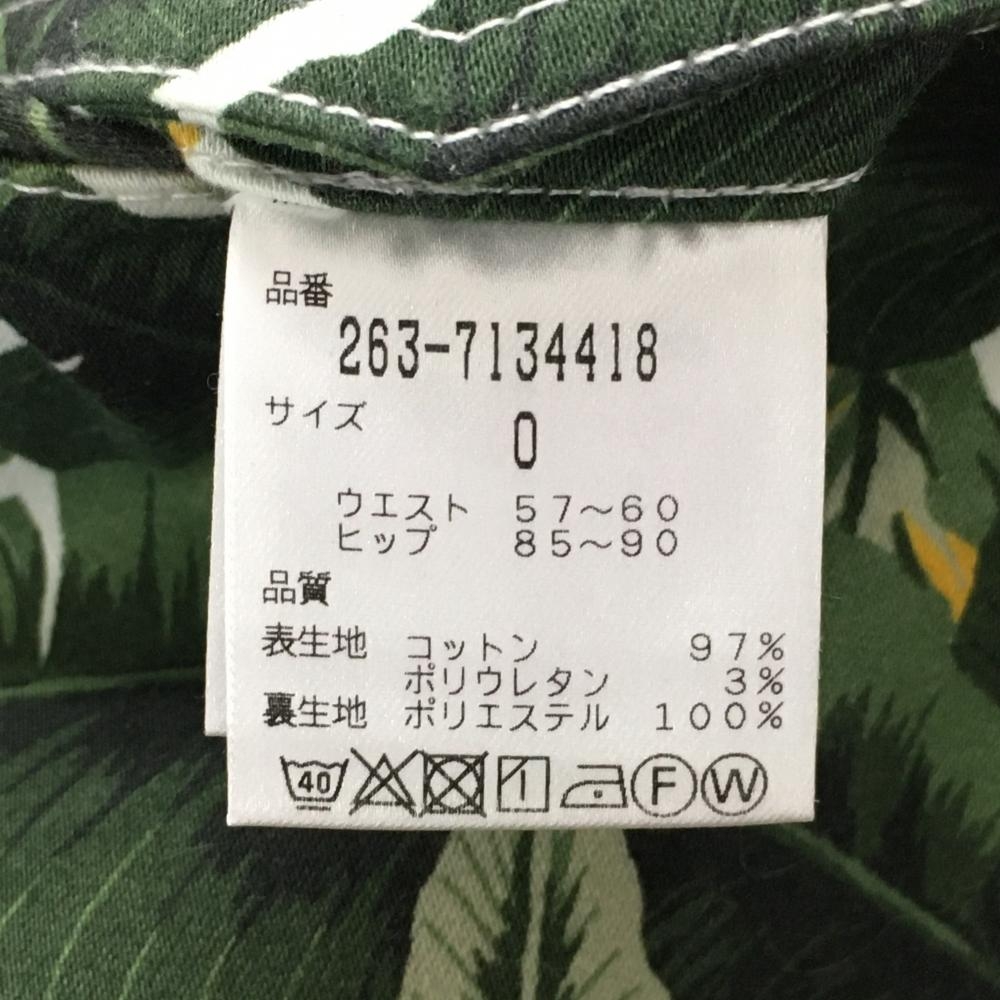 品番
263-7134418
サイズ
0
ウエスト 57～60
ヒップ 85～90
品質
表生地 コットン 97%
ポリウレタン 3%
裏生地 ポリエステル 100%
40 F W